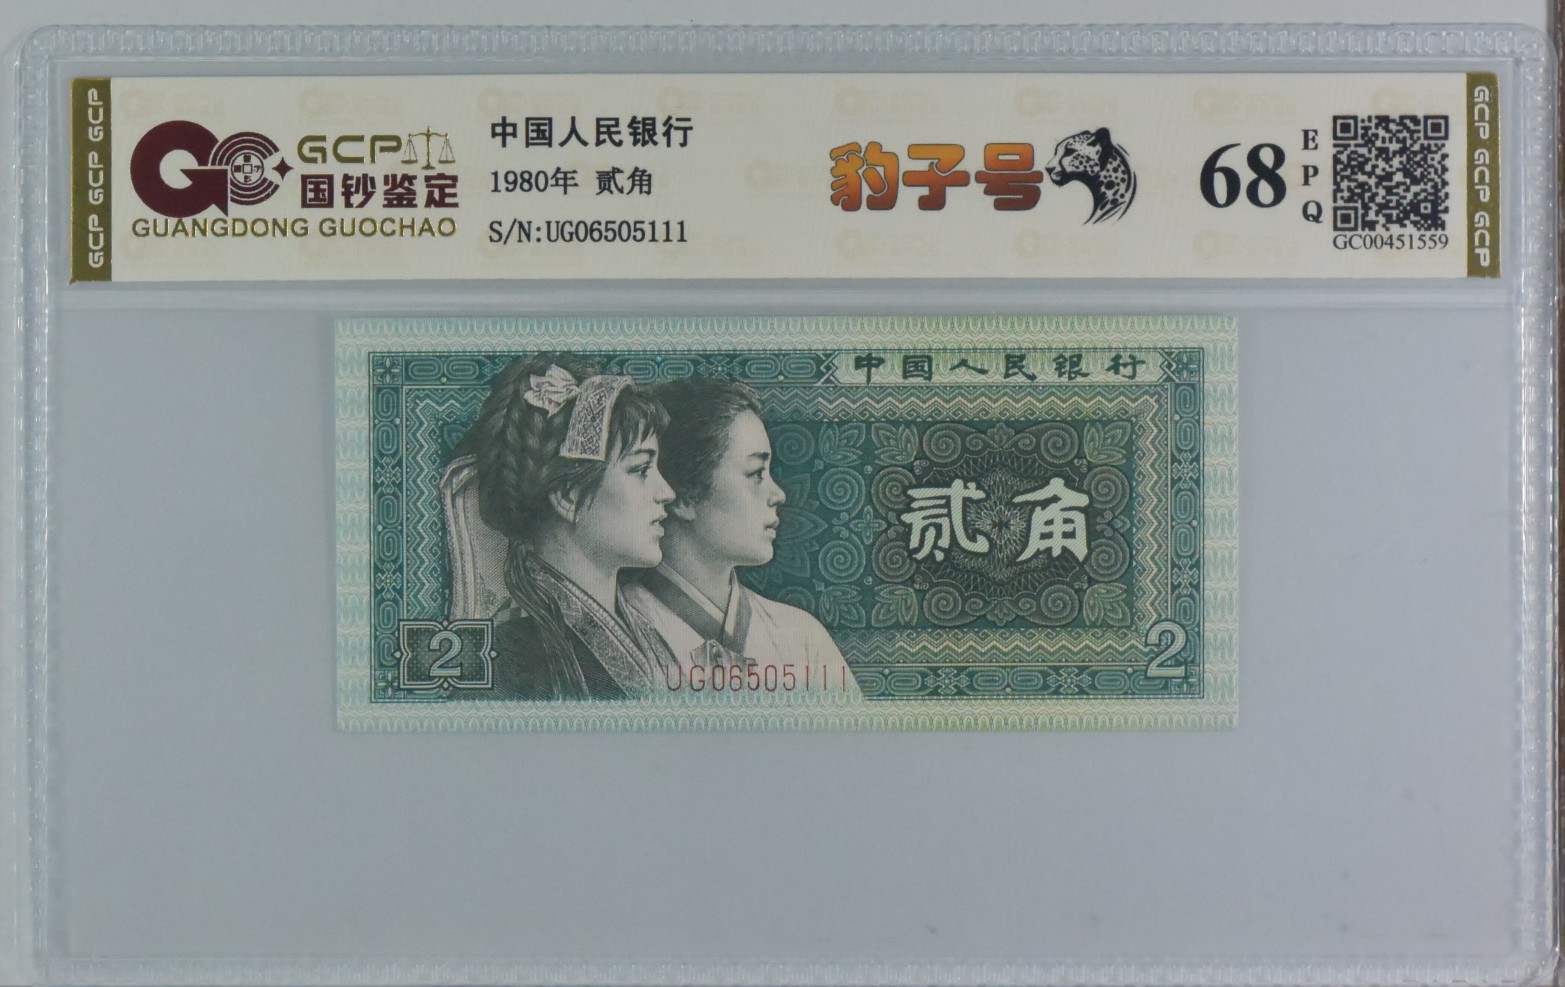 GCP GCP GCP
GCP
国钞鉴定
GUANGDONG GUOCHAO
中国人民银行
1980年 贰角
S/N:UG06505111
豹子号
68
EPQ
GC00451559
GCP GCP GCP
中国人民银行
贰角
2
2
UG06505111